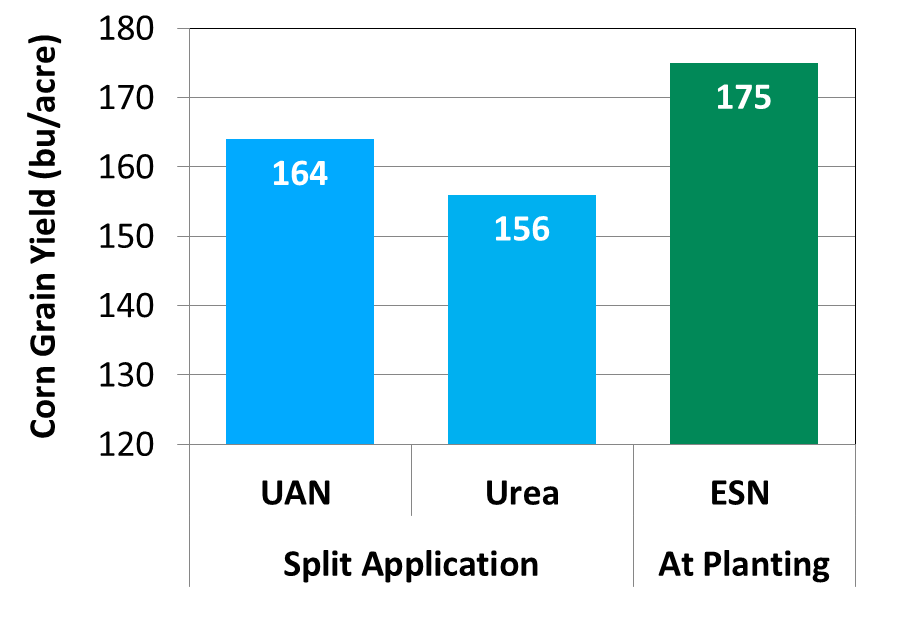 Corn Grain Yield (bu/acre)
180
170
160
150
140
130
120
164
156
175
UAN
Urea
ESN
Split Application
At Planting